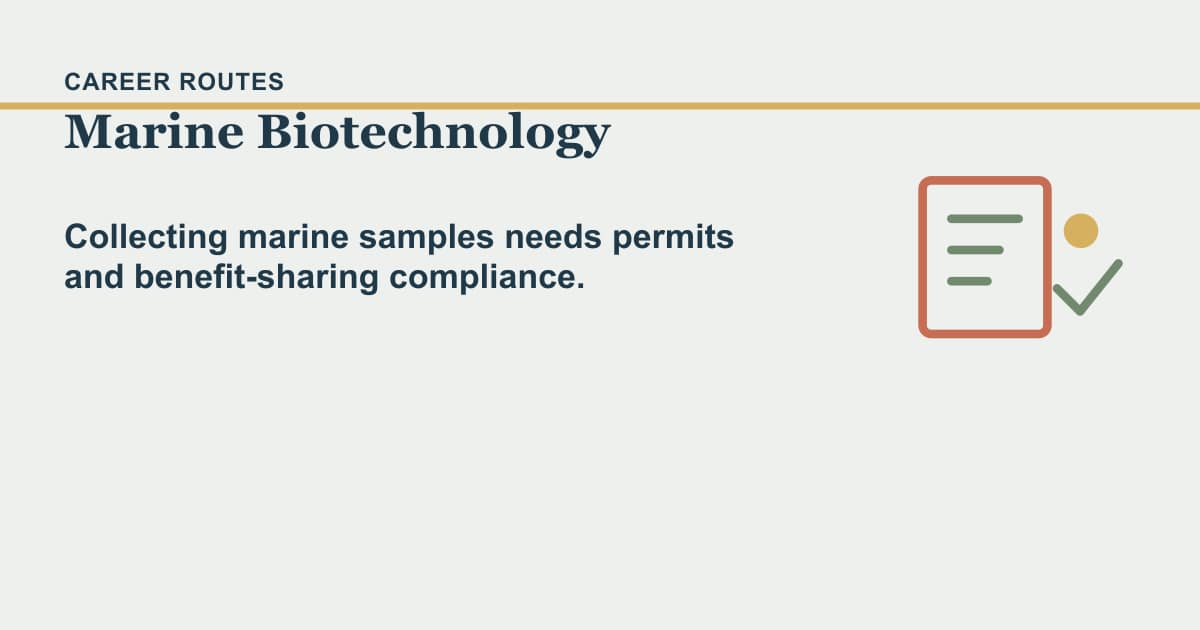 CAREER ROUTES
Marine Biotechnology
Collecting marine samples needs permits
and benefit-sharing compliance.